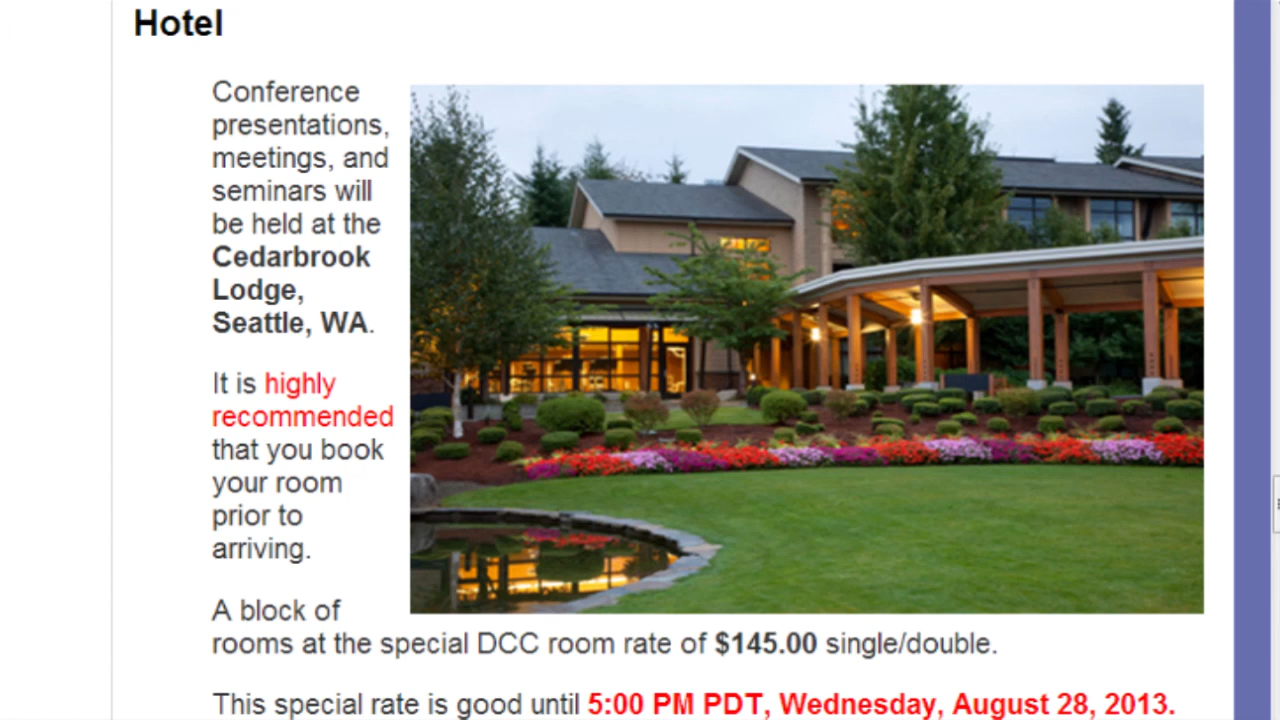 Hotel
Conference
presentations,
meetings, and
seminars will
be held at the
Cedarbrook
Lodge,
Seattle, WA.
It is highly
recommended
that you book
your room
prior to
arriving.
A block of
rooms at the special DCC room rate of $145.00 single/double.
This special rate is good until 5:00 PM PDT, Wednesday, August 28, 2013.